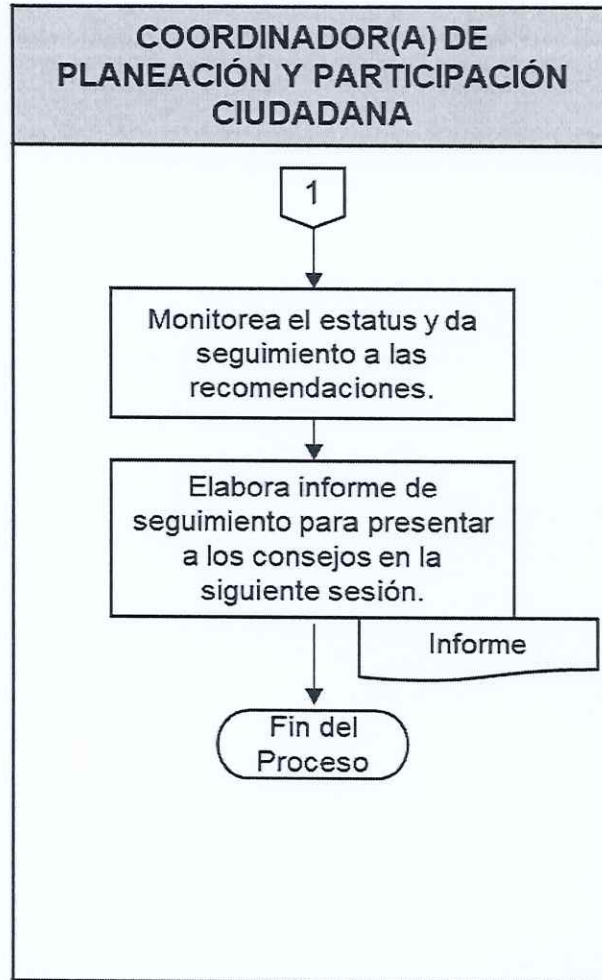 COORDINADOR(A) DE
PLANEACIÓN Y PARTICIPACIÓN
CIUDADANA
1
Monitorea el estatus y da
seguimiento a las
recomendaciones.
Elabora informe de
seguimiento para presentar
a los consejos en la
siguiente sesión.
Informe
Fin del
Proceso